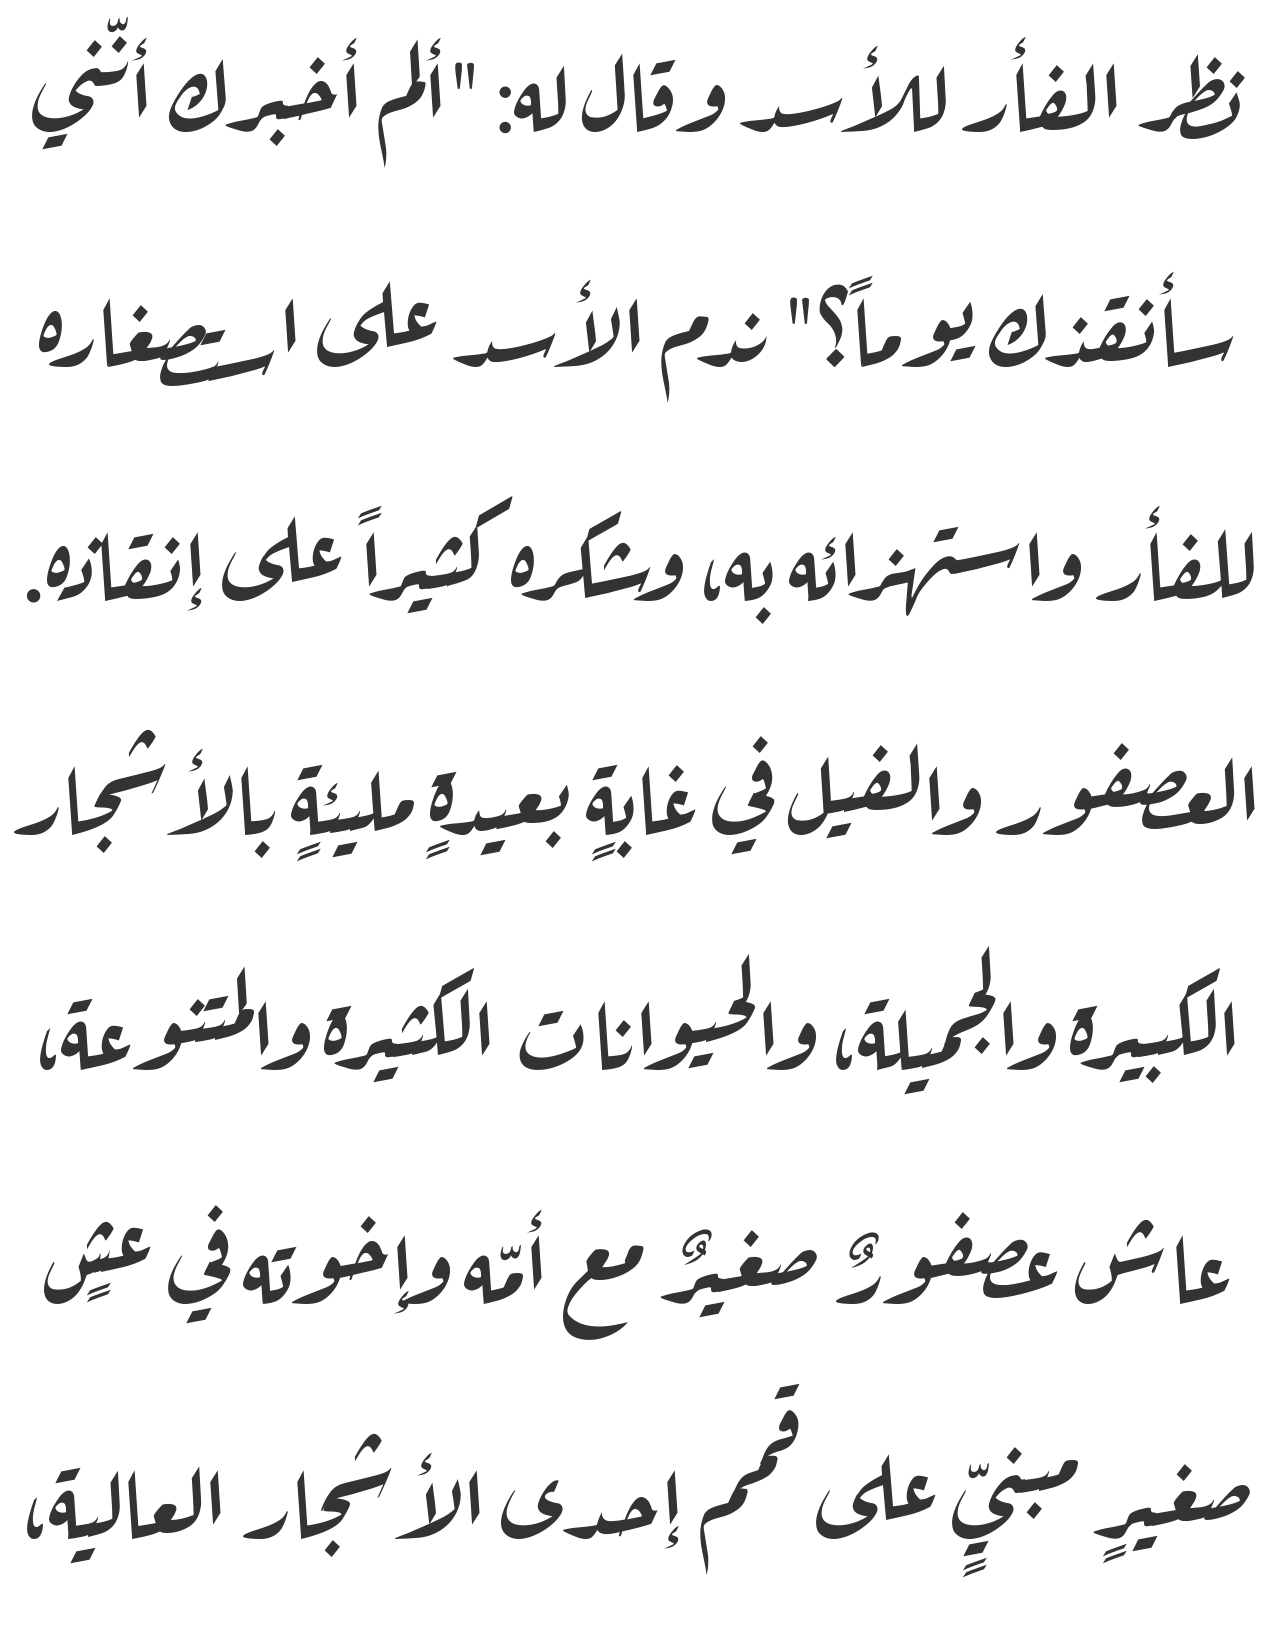 نظر الفأر للأسد وقال له: "ألم أخبرك أنّني
سأنقذك يوماً؟" ندم الأسد على استصغاره
للفأر واستهزائه به، وشكره كثيراً على إنقاذه.
العصفور والفيل في غابةٍ بعيدةٍ مليئةٍ بالأشجار
الكبيرة والجميلة، والحيوانات الكثيرة والمتنوعة،
عاش عصفورٌ صغيرٌ مع أمّه وإخوته في عشٍ
صغيرٍ مبنيٍّ على قمم إحدى الأشجار العالية،